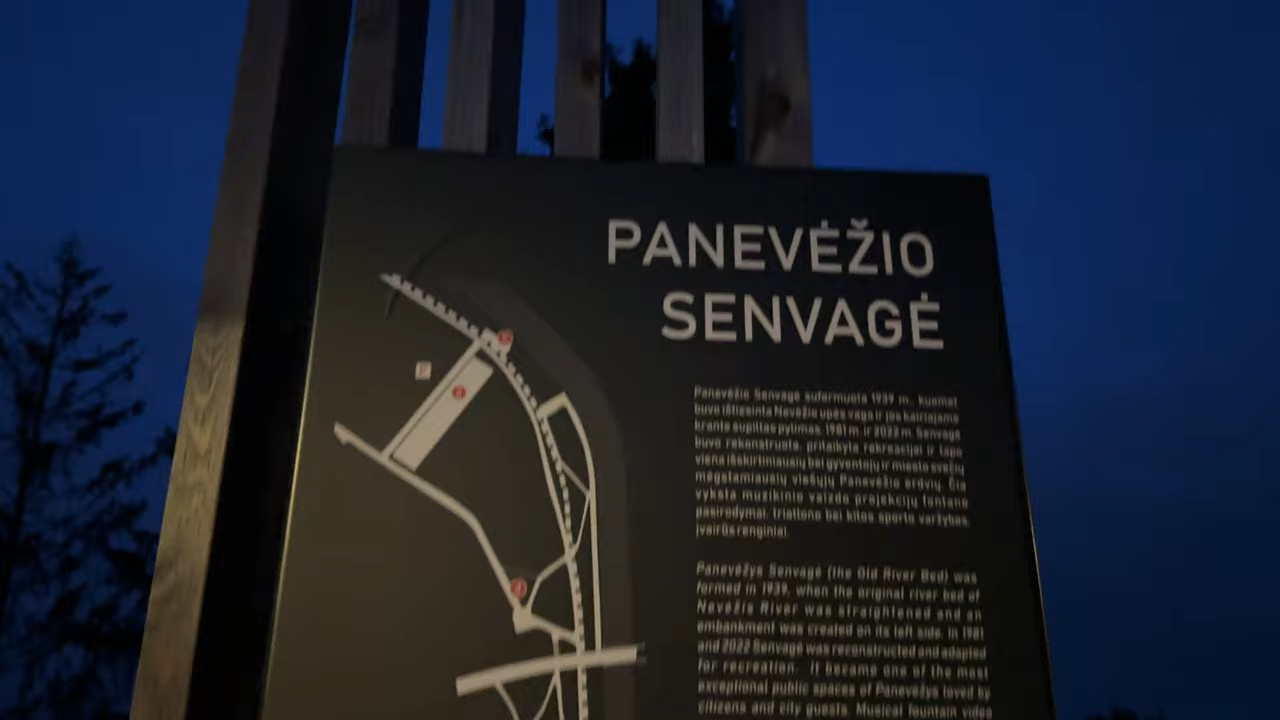 PANEVĖŽIO
SENVAGĖ
Panevėžio Senvagė suformuota 1939 m., kuomet
buvo ištiesinta Nevėžio upės vaga ir jos kairiajame
krante supiltas pylimas. 1981 m. ir 2022 m. Senvagė
buvo rekonstruota, pritaikyta rekreacijai ir tapo
viena iš išskirtiniausių bei gyventojų ir miesto svečių
mėgstamiausių viešųjų Panevėžio erdvių. Čia
vyksta muzikinio vaizdo projekcijų fontano
pasirodymai, triatlono bei kitos sporto varžybos,
įvairūs renginiai.
Panevėžys Senvagė (the Old River Bed) was
formed in 1939, when the original river bed of
Nevėžis River was straightened and an
embankment was created on its left side. In 1981
and 2022 Senvagė was reconstructed and adapted
for recreation. It became one of the most
exceptional public spaces of Panevėžys loved by
citizens and city guests. Musical fountain video